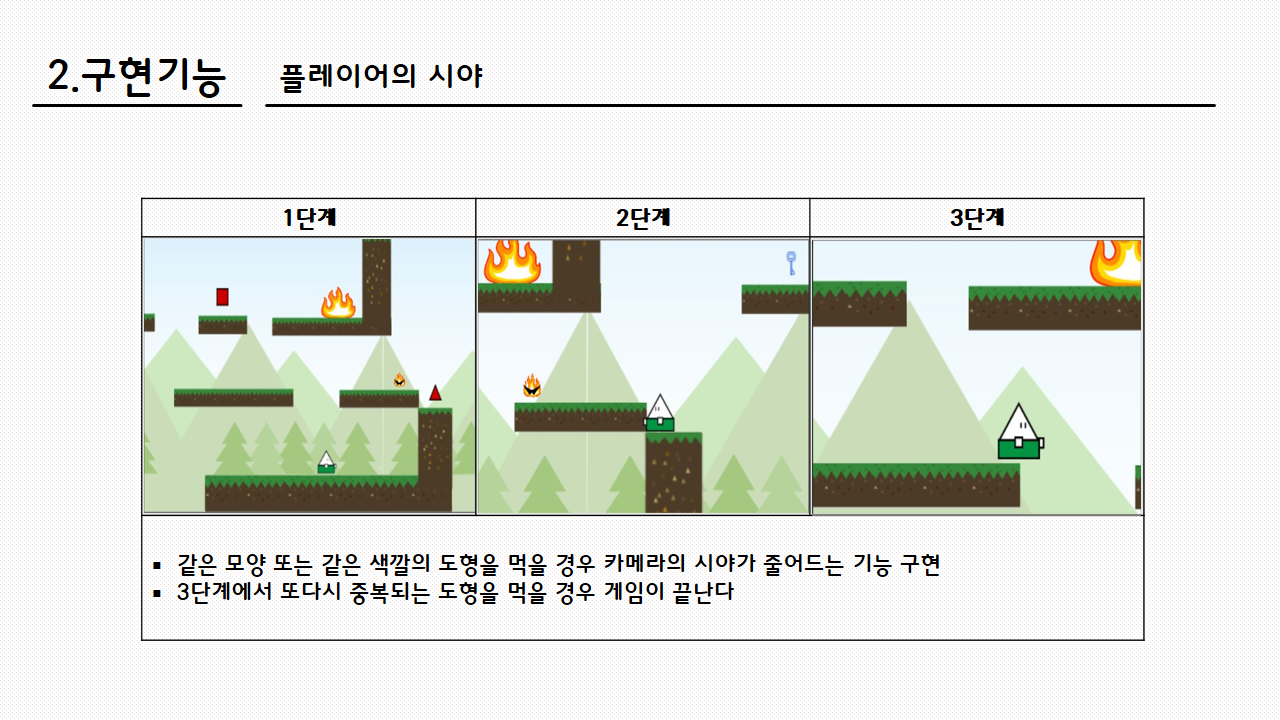 2.구현기능
플레이어의 시야
1단계
2단계
3단계
▪ 같은 모양 또는 같은 색깔의 도형을 먹을 경우 카메라의 시야가 줄어드는 기능 구현
▪ 3단계에서 또다시 중복되는 도형을 먹을 경우 게임이 끝난다